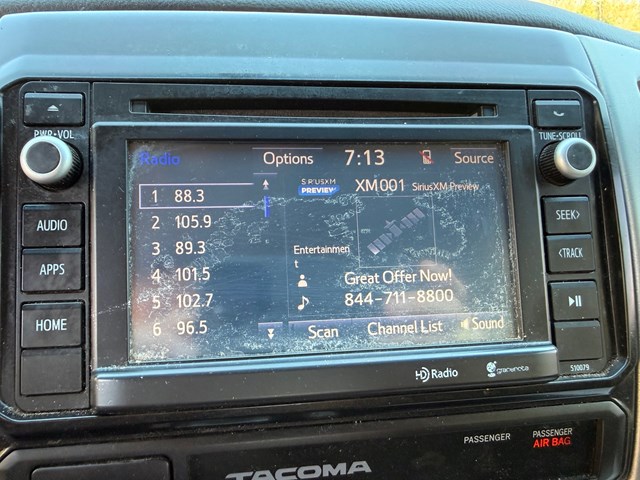 PWR•VOL
TUNE•SCROLL
Radio
Options
7:13
Source
SIRIUSXM
PREVIEW
XM001 SiriusXM Preview
1 88.3
2 105.9
3 89.3
4 101.5
5 102.7
6 96.5
Entertainmen
t
Great Offer Now!
844-711-8800
Scan
Channel List
Sound
AUDIO
APPS
HOME
SEEK>
<TRACK
HD Radio
gracenote
510079
PASSENGER
PASSENGER
AIR BAG
TACOMA